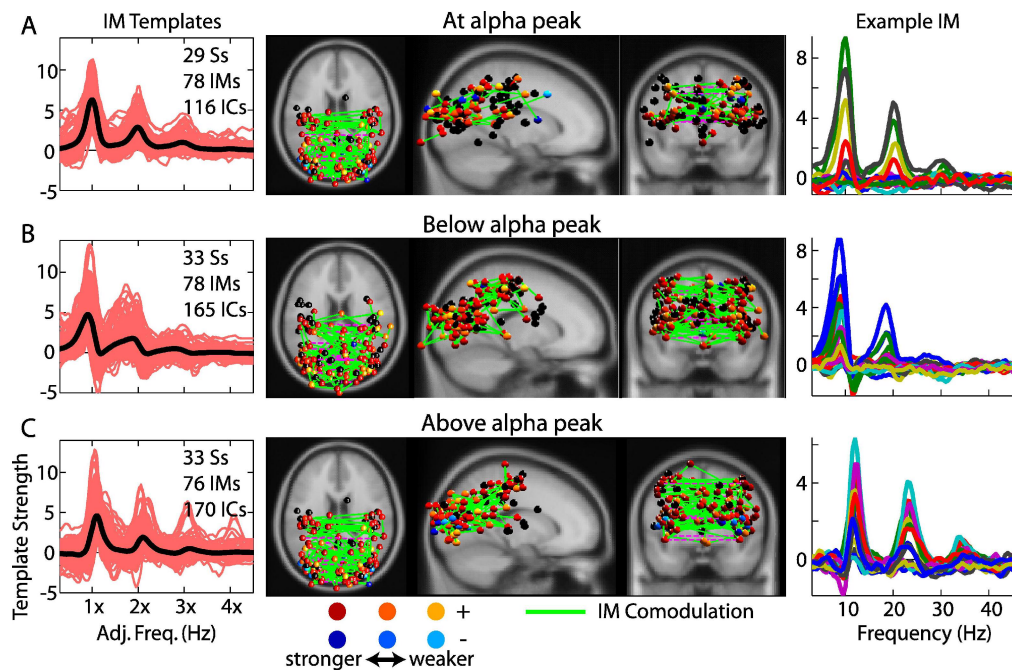 A
IM Templates
At alpha peak
Example IM
29 Ss
78 IMs
116 ICs
10
5
0
-5
8
4
0
B
Below alpha peak
33 Ss
78 IMs
165 ICs
10
5
0
-5
8
4
0
C
Above alpha peak
33 Ss
76 IMs
170 ICs
10
5
0
-5
4
0
Template Strength
1x 2x 3x 4x
Adj. Freq. (Hz)
10 20 30 40
Frequency (Hz)
+
IM Comodulation
-
stronger weaker